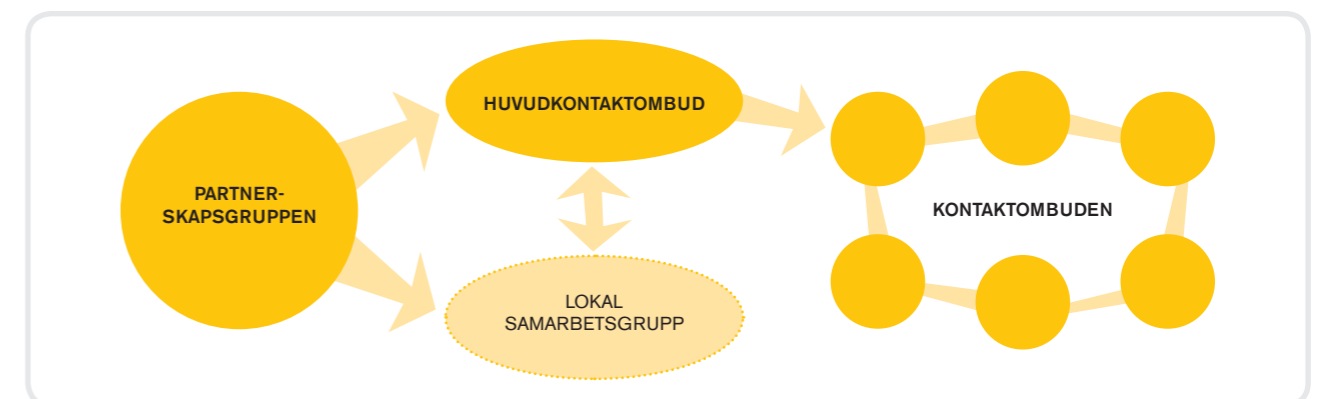 PARTNER-
SKAPSGRUPPEN
HUVUDKONTAKTOMBUD
LOKAL
SAMARBETSGRUPP
KONTAKTOMBUDEN